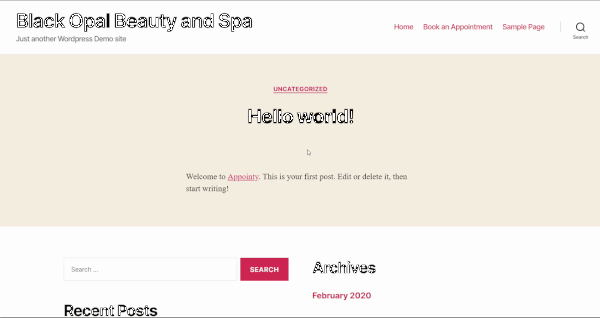 Black Opal Beauty and Spa
Just another Wordpress Demo site
Home Book an Appointment Sample Page
Search
UNCATEGORIZED
Hello world!
Welcome to Appointy. This is your first post. Edit or delete it, then
start writing!
Search ...
SEARCH
Recent Posts
Archives
February 2020